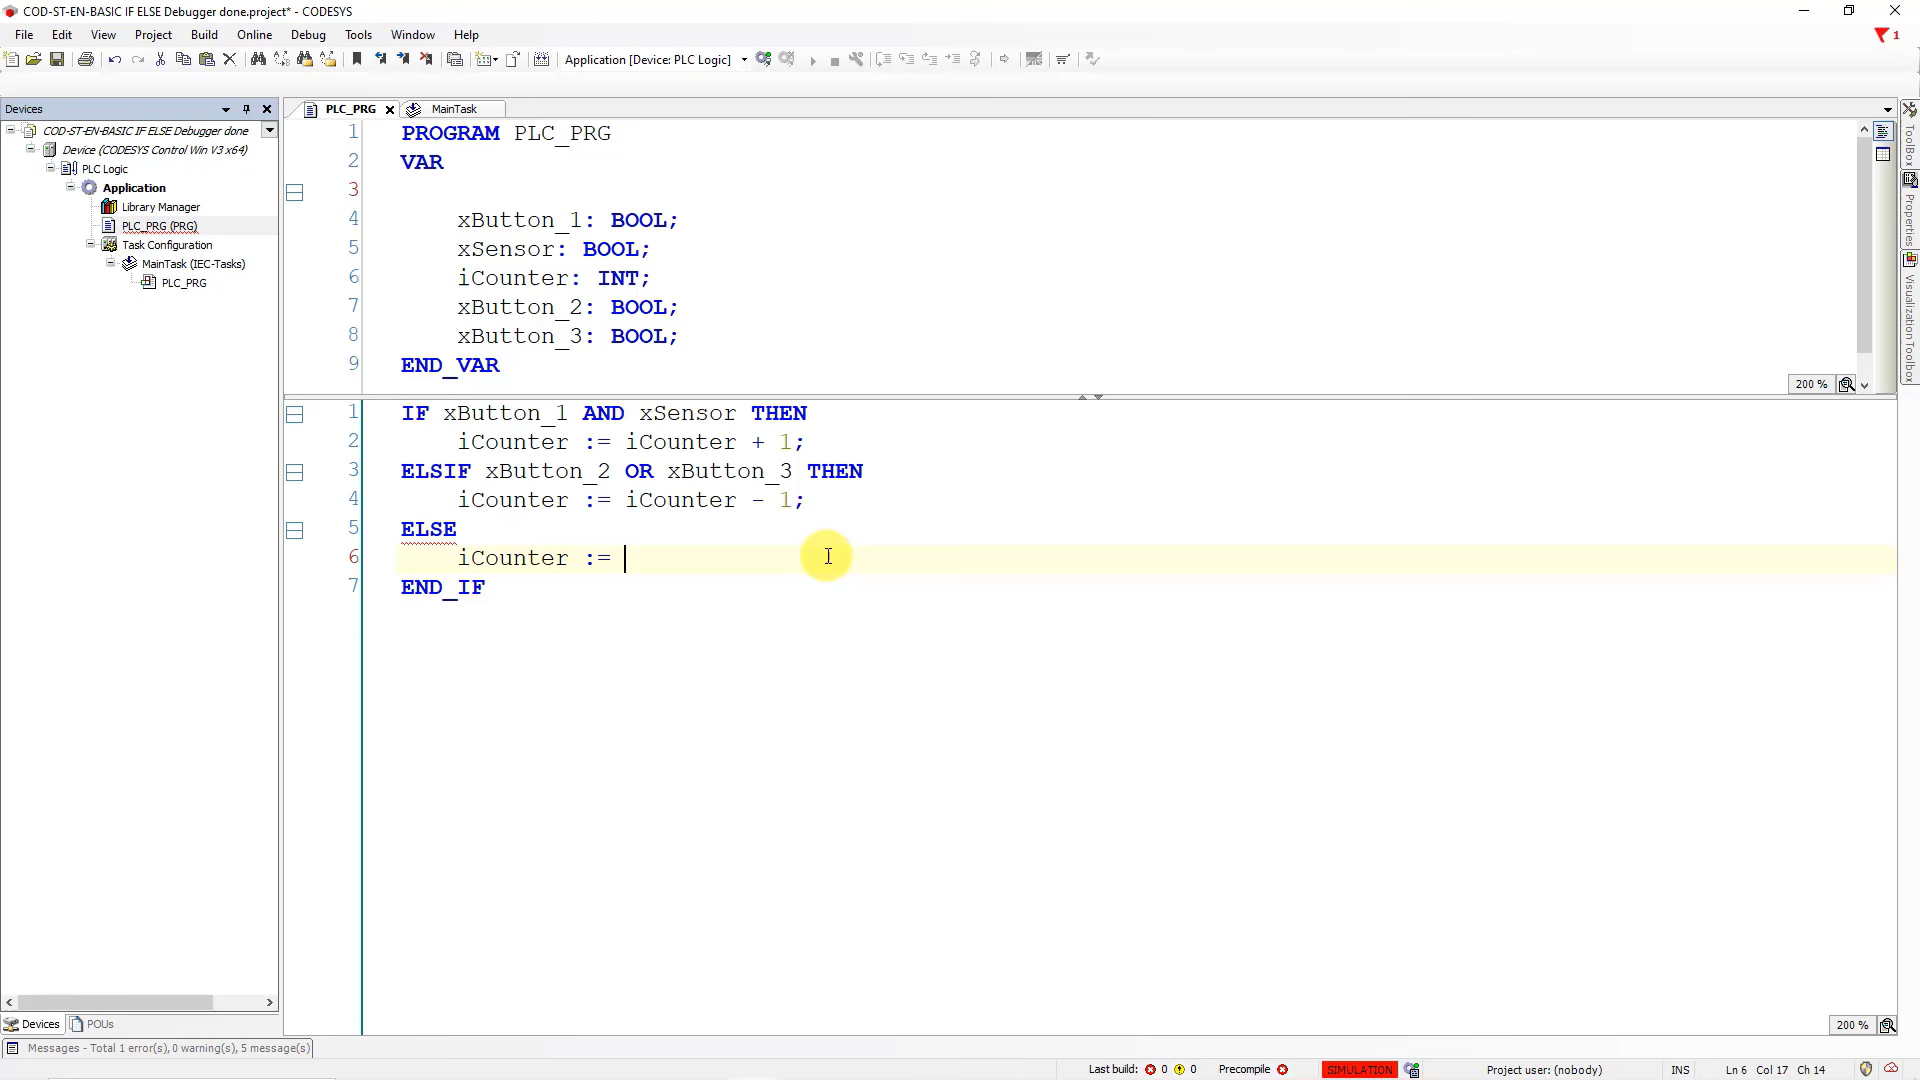 COD-ST-EN-BASIC IF ELSE Debugger done.project* - CODESYS
File Edit View Project Build Online Debug Tools Window Help
1
Application [Device: PLC Logic]
Devices
COD-ST-EN-BASIC IF ELSE Debugger done
Device (CODESYS Control Win V3 x64)
PLC Logic
Application
Library Manager
PLC_PRG (PRG)
Task Configuration
MainTask (IEC-Tasks)
PLC_PRG
PLC_PRG MainTask
1 PROGRAM PLC_PRG
2 VAR
3
4 xButton_1: BOOL;
5 xSensor: BOOL;
6 iCounter: INT;
7 xButton_2: BOOL;
8 xButton_3: BOOL;
9 END_VAR
200 %
1 IF xButton_1 AND xSensor THEN
2 iCounter := iCounter + 1;
3 ELSIF xButton_2 OR xButton_3 THEN
4 iCounter := iCounter - 1;
5 ELSE
6 iCounter :=
7 END_IF
200 %
ToolBox
Properties
Visualization Toolbox
Devices POUs
Messages - Total 1 error(s), 0 warning(s), 5 message(s)
Last build: 0 0 Precompile SIMULATION Project user: (nobody) INS Ln 6 Col 17 Ch 14